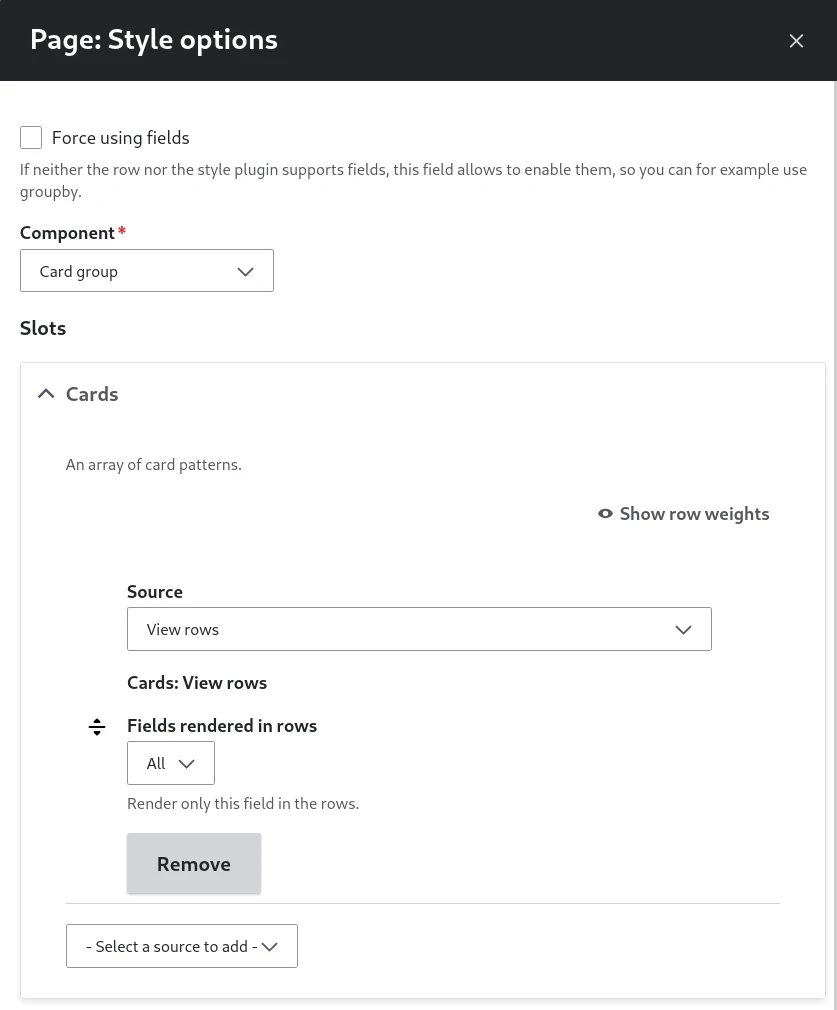 Page: Style options
Force using fields
If neither the row nor the style plugin supports fields, this field allows to enable them, so you can for example use
groupby.
Component*
Card group
Slots
Cards
An array of card patterns.
Show row weights
Source
View rows
Cards: View rows
Fields rendered in rows
All
Render only this field in the rows.
Remove
- Select a source to add -